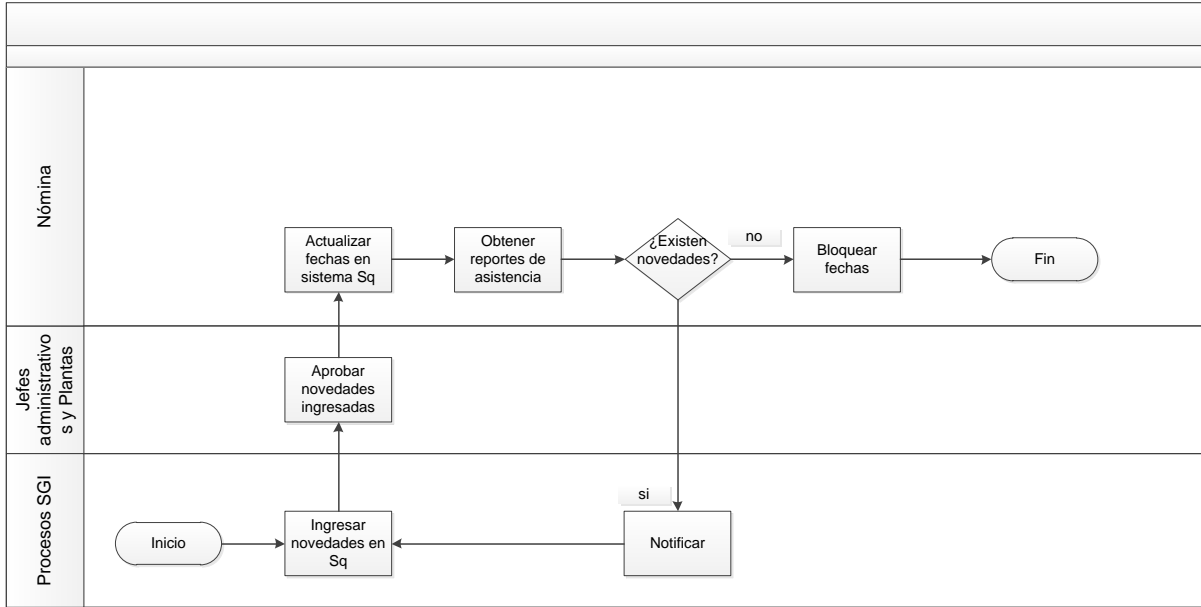 Nómina
Actualizar
fechas en
sistema Sq
Obtener
reportes de
asistencia
¿Existen
novedades?
no
Bloquear
fechas
Fin
Jefes
administrativo
s y Plantas
Aprobar
novedades
ingresadas
Procesos SGI
Inicio
Ingresar
novedades en
Sq
si
Notificar